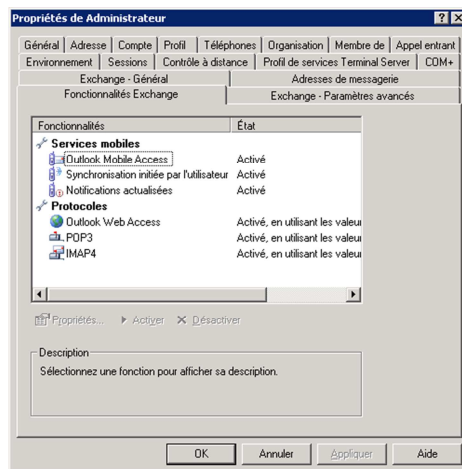 Propriétés de Administrateur
Général Adresse Compte Profil Téléphones Organisation Membre de Appel entrant
Environnement Sessions Contrôle à distance Profil de services Terminal Server COM+
Exchange - Général Adresses de messagerie
Fonctionnalités Exchange Exchange - Paramètres avancés
Fonctionnalités État
Services mobiles
Outlook Mobile Access Activé
Synchronisation initiée par l'utilisateur Activé
Notifications actualisées Activé
Protocoles
Outlook Web Access Activé, en utilisant les valeur
POP3 Activé, en utilisant les valeur
IMAP4 Activé, en utilisant les valeur
Propriétés... Activer Désactiver
Description
Sélectionnez une fonction pour afficher sa description.
OK Annuler Appliquer Aide